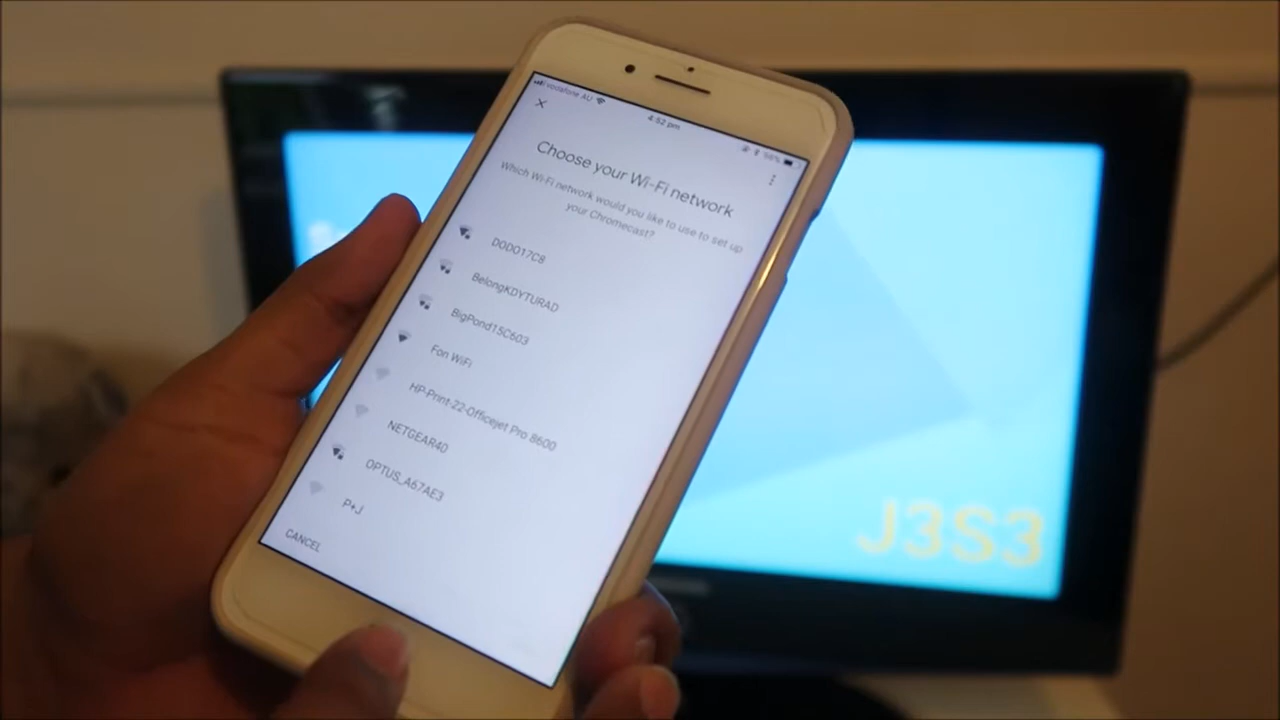 vodafone AU
4:52 pm
Choose your Wi-Fi network
Which Wi-Fi network would you like to use to set up
your Chromecast?
DODO17C8
BelongKDYTURAD
BigPond15C603
Fon WiFi
HP-Print-22-Officejet Pro 8600
NETGEAR40
OPTUS_A67AE3
P+J
CANCEL
J3S3